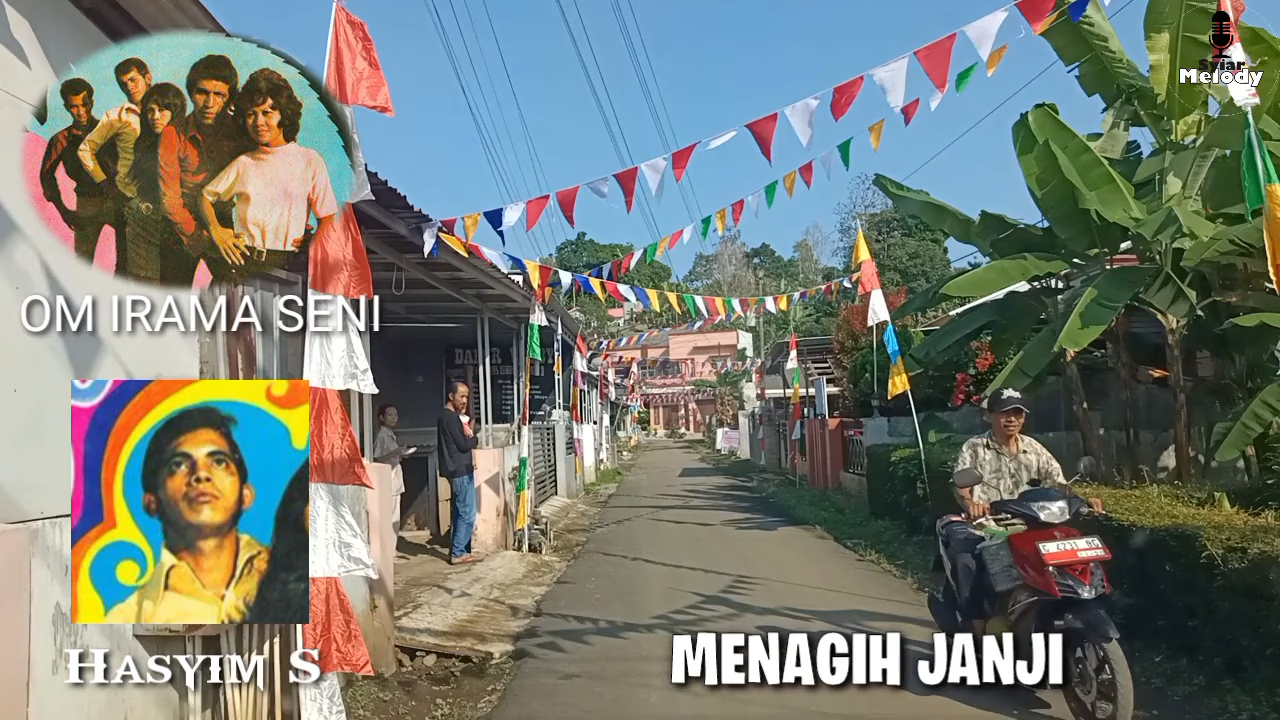 Syiar
Melody
OM IRAMA SENI
HASYIM S
MENAGIH JANJI